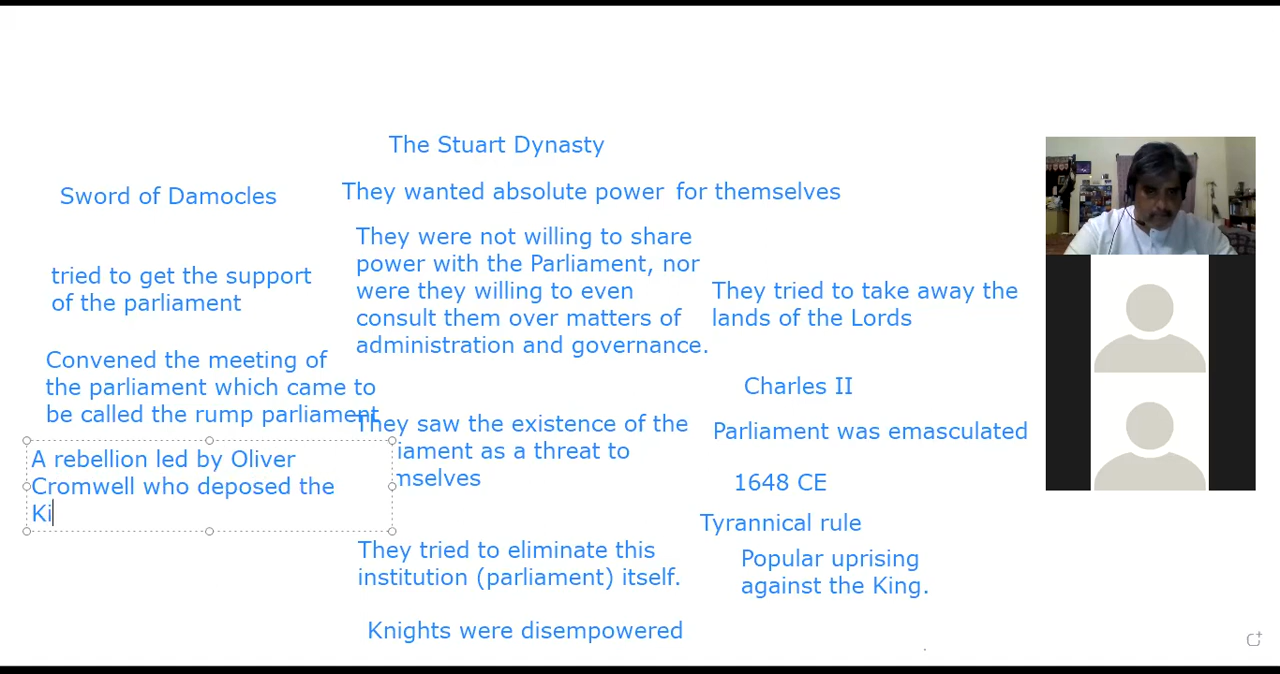 The Stuart Dynasty
Sword of Damocles
They wanted absolute power for themselves
They were not willing to share
power with the Parliament, nor
were they willing to even
consult them over matters of
administration and governance.
tried to get the support
of the parliament
They tried to take away the
lands of the Lords
Convened the meeting of
the parliament which came to
be called the rump parliament
Charles II
They saw the existence of the
iament as a threat to
mselves
Parliament was emasculated
A rebellion led by Oliver
Cromwell who deposed the
Ki
1648 CE
Tyrannical rule
They tried to eliminate this
institution (parliament) itself.
Popular uprising
against the King.
Knights were disempowered